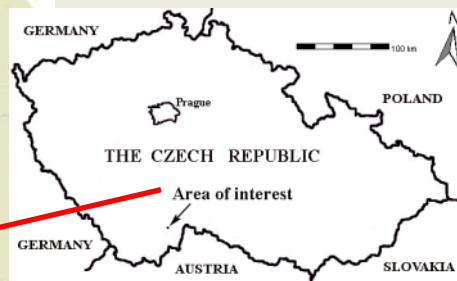 GERMANY
100 km
N
Prague
POLAND
THE CZECH REPUBLIC
Area of interest
GERMANY
AUSTRIA
SLOVAKIA